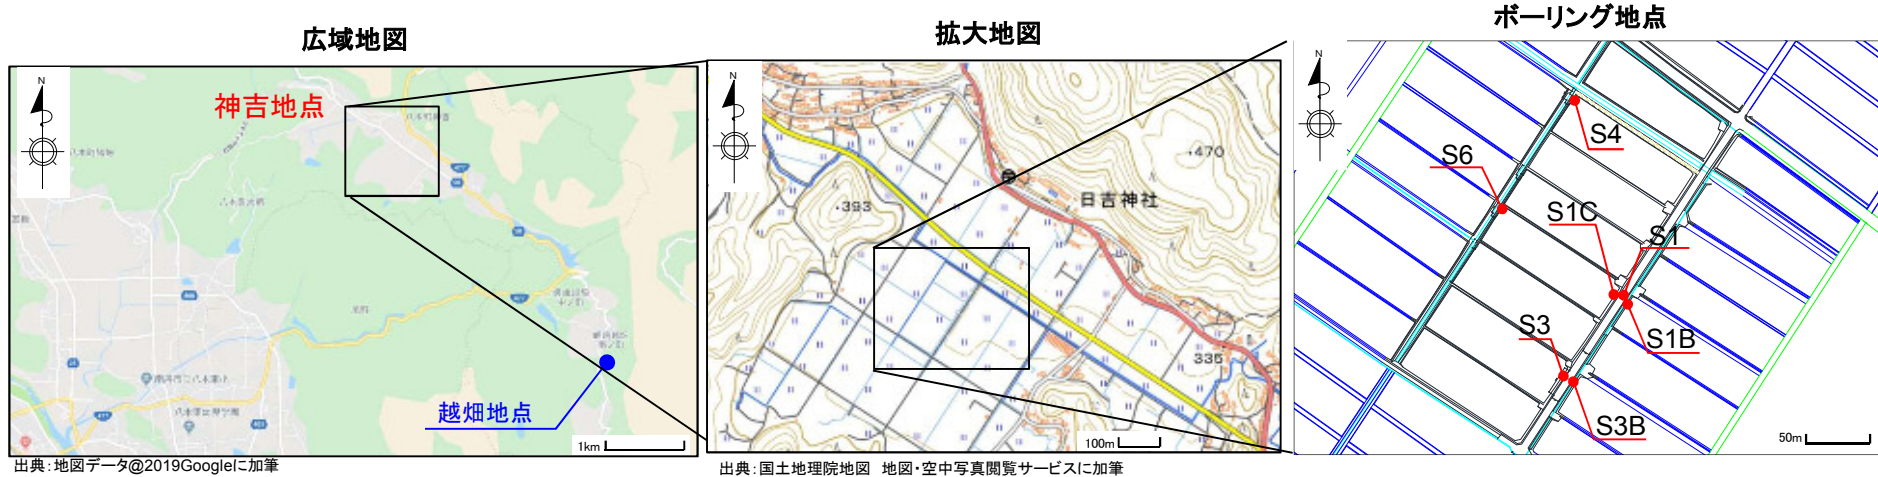 広域地図
拡大地図
ボーリング地点
N
神吉地点
越畑地点
1km
出典：地図データ@2019Googleに加筆
N
470
393
日吉神社
335
100m
出典：国土地理院地図 地図・空中写真閲覧サービスに加筆
N
S4
S6
S1C
S1
S3
S1B
S3B
50m